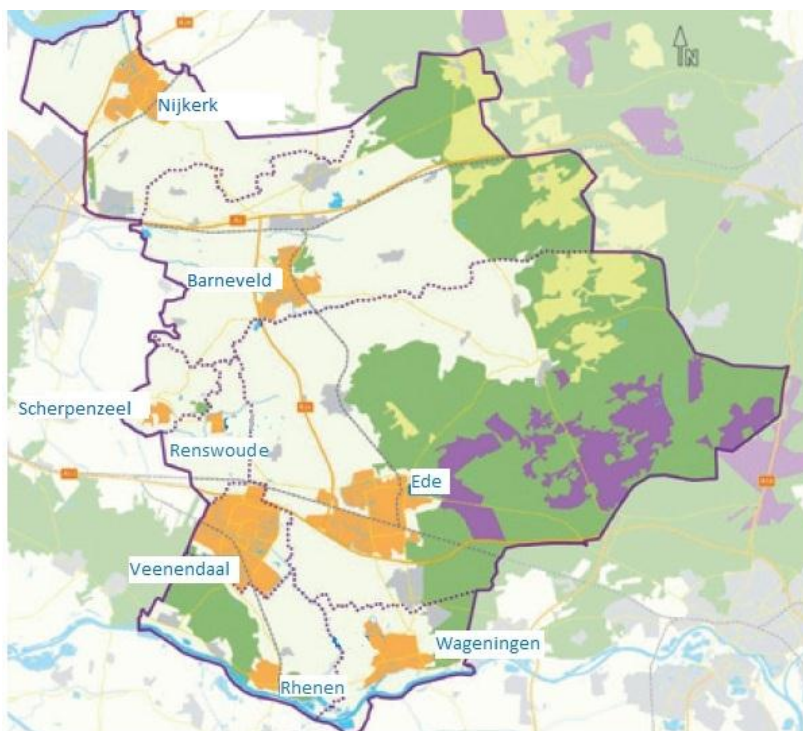 N
Nijkerk
Barneveld
Scherpenzeel
Renswoude
Ede
Veenendaal
Wageningen
Rhenen